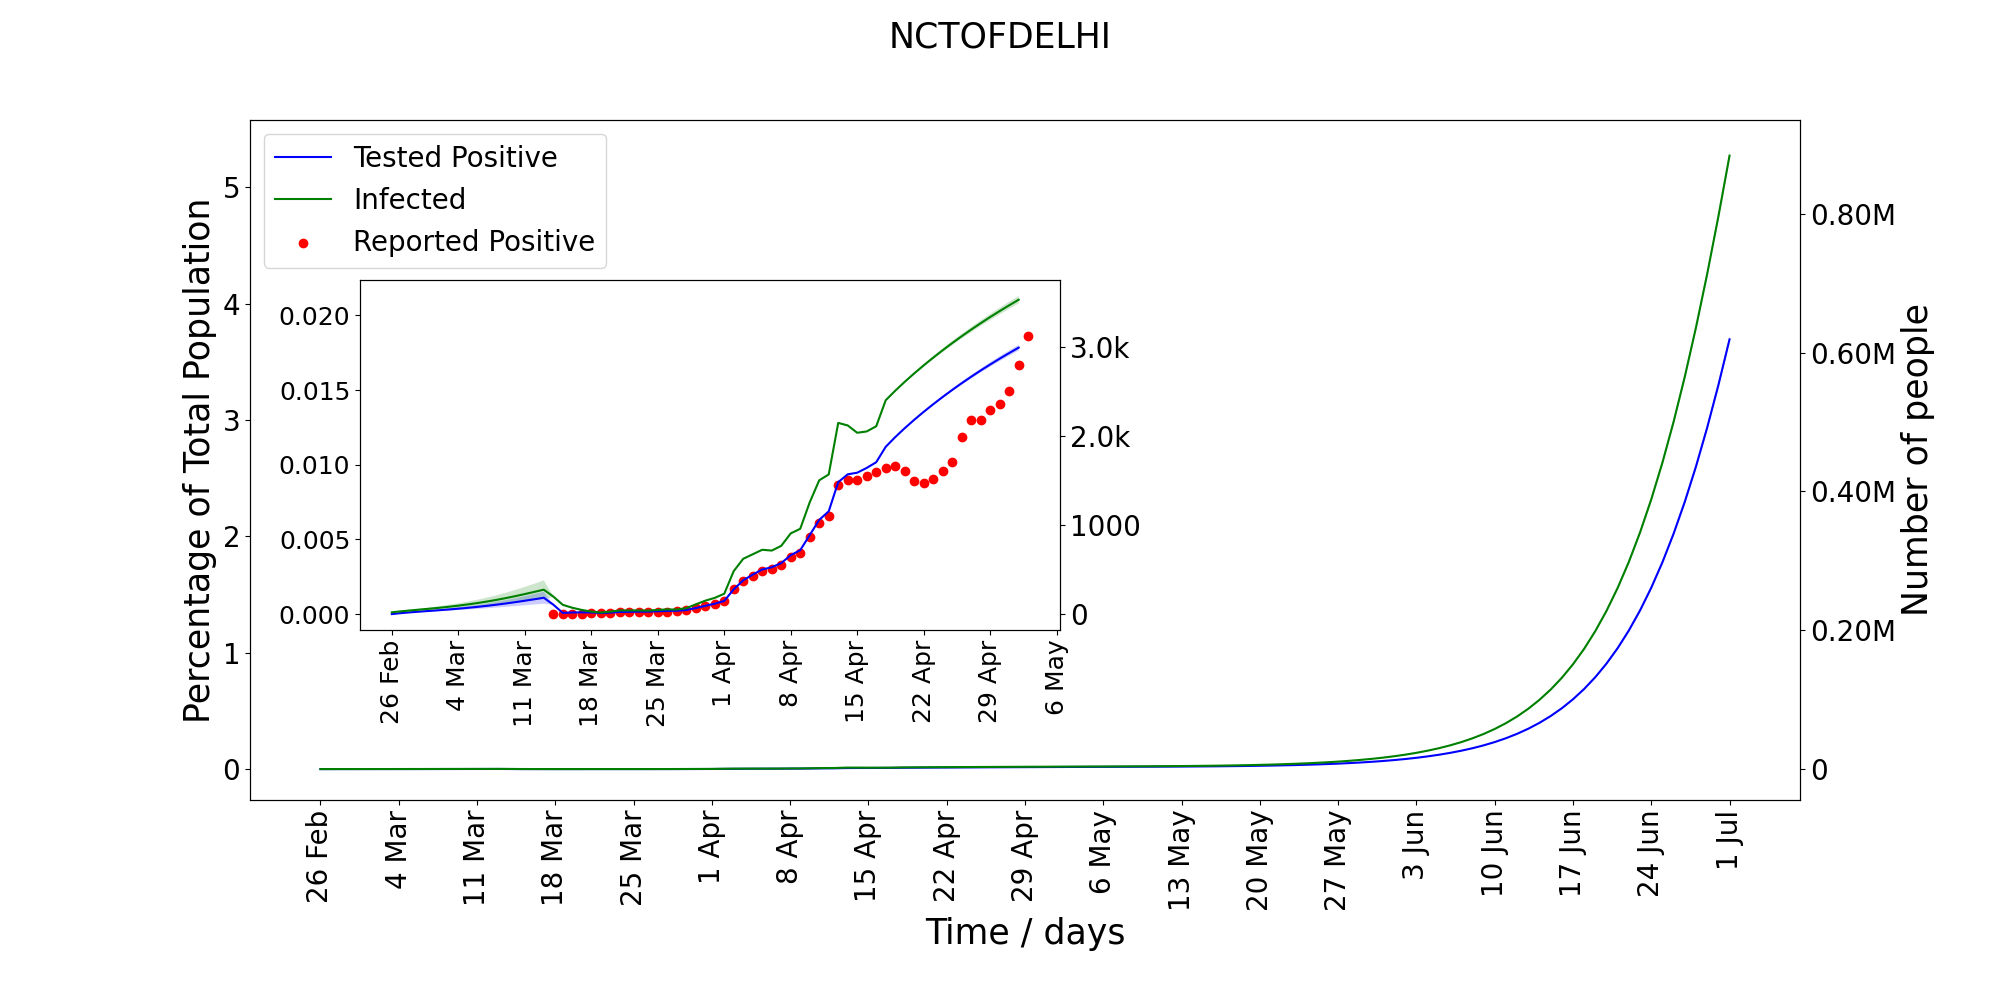 NCTOFDELHI
Tested Positive
Infected
Reported Positive
Percentage of Total Population
5
4
3
2
1
0
0.80M
0.60M
0.40M
0.20M
0
Number of people
0.020
0.015
0.010
0.005
0.000
3.0k
2.0k
1000
0
26 Feb
4 Mar
11 Mar
18 Mar
25 Mar
1 Apr
8 Apr
15 Apr
22 Apr
29 Apr
6 May
26 Feb
4 Mar
11 Mar
18 Mar
25 Mar
1 Apr
8 Apr
15 Apr
22 Apr
29 Apr
6 May
13 May
20 May
27 May
3 Jun
10 Jun
17 Jun
24 Jun
1 Jul
Time / days